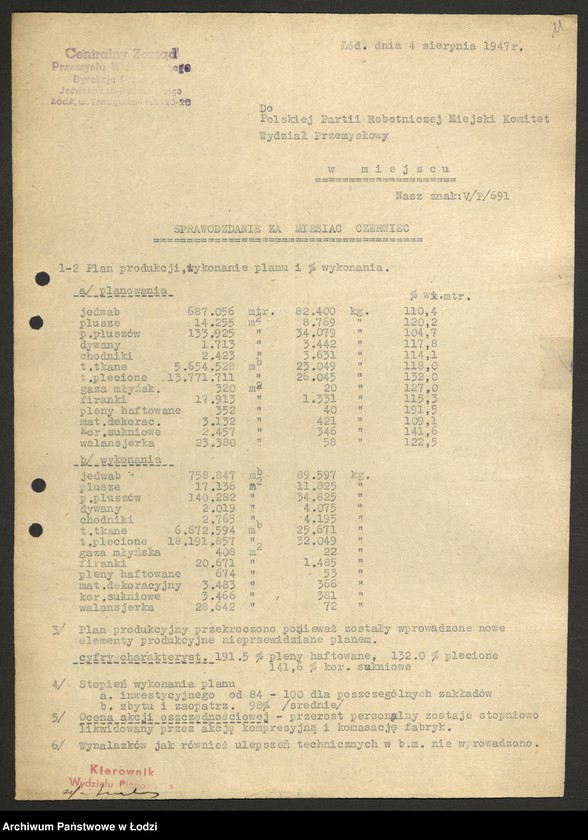 11
Łód. dnia 4 sierpnia 1947r.
Centralny Zarząd
Przemysłu
Dyrekcja
Do
Polskiej Partii Robotniczej Miejski Komitet
Wydział Przemysłowy
w miejscu
Nasz znak:V/P/691
SPRAWODZDANIE ZA MIESIAC CZERWIEC
1-2 Plan produkcji, wykonanie planu i % wykonania.
a/ planowania % wk.mtr.
jedwab 687.056 mtr. 82.400 kg. 110,4
plusze 14.255 m2 8.769 " 120,2
p.pluszów 133.925 " 34.079 " 104,7
dywany 1.713 " 3.442 " 117,8
chodniki 2.423 " 3.631 " 114,1
t.tkane 5.654.528 mb 23.049 " 118,0
t.plecione 13.771.711 " 26.045 " 132,0
gaza młyńsk. 320 m2 20 " 127,0
firanki 17.913 " 1.331 " 115,3
pleny haftowane 352 " 40 " 191,5
mat.dekorac. 3.132 " 421 " 109,1
kor.sukniowe 2.457 " 346 " 141,6
walansjerka 23.380 " 58 " 122,5
b/ wykonania
jedwab 758.847 mb 89.597 kg.
plusze 17.136 m2 11.825 "
p.pluszów 140.282 " 34.825 "
dywany 2.019 " 4.075 "
chodniki 2.765 " 4.195 "
t.tkane 6.672.594 mb 25.671 "
t.plecione 18.191.857 " 32.049 "
gaza młyńska 408 m2 22 "
firanki 20.671 " 1.485 "
pleny haftowane 674 " 53 "
mat.dekoracyjny 3.483 " 366 "
kor.sukniowe 3.466 " 381 "
walansjerka 28.642 " 72 "
3/ Plan produkcyjny przekroczono ponieważ zostały wprowadzone nowe
elementy produkcyjne nieprzewidziane planem.
cyfry charakteryst. 191.5 % pleny haftowane, 132.0 % plecione
141,6 % kor. sukniowe
4/ Stopień wykonania planu
a. inwestycyjnego od 84 - 100 dla poszczególnych zakładów
b. zbytu i zaopatrz. 98% /średnie/
5/ Ocena akcji oszczędnościowej - przerost personalny zostaje stopniowo
likwidowany przez akcję kompresyjną i komasację fabryk.
6/ Wynalazków jak również ulepszeń technicznych w b.m. nie wprowadzono.
Kierownik
Wydziału
Archiwum Państwowe w Łodzi